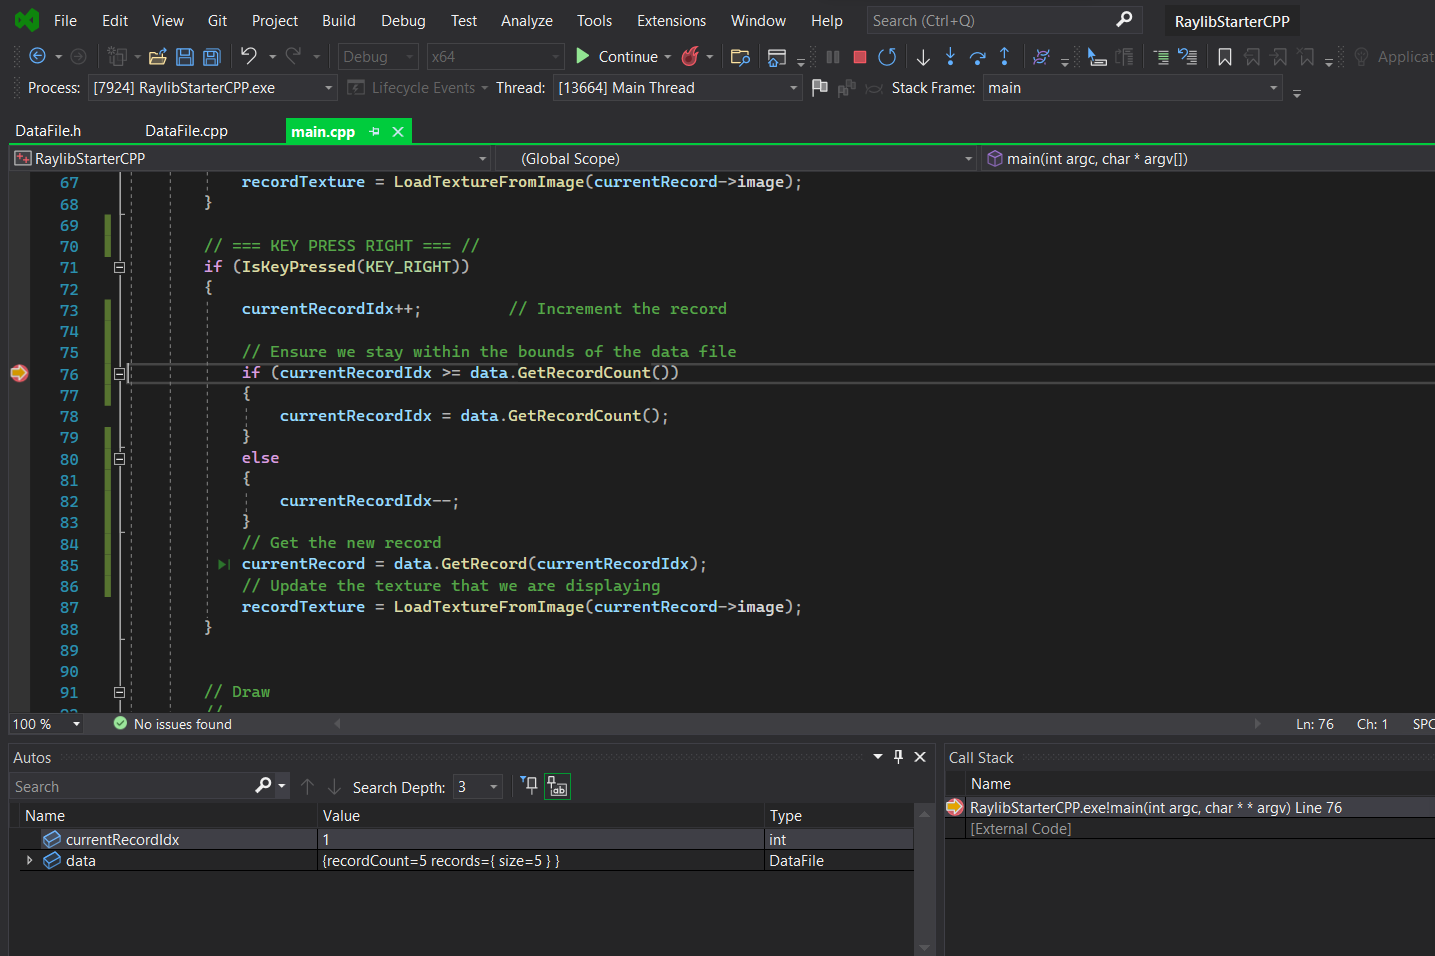 File Edit View Git Project Build Debug Test Analyze Tools Extensions Window Help Search (Ctrl+Q) RaylibStarterCPP
Debug x64 Continue Applicat
Process: [7924] RaylibStarterCPP.exe Lifecycle Events Thread: [13664] Main Thread Stack Frame: main
DataFile.h DataFile.cpp main.cpp
RaylibStarterCPP (Global Scope) main(int argc, char * argv[])
67 recordTexture = LoadTextureFromImage(currentRecord->image);
68 }
69
70 // === KEY PRESS RIGHT === //
71 if (IsKeyPressed(KEY_RIGHT))
72 {
73 currentRecordIdx++; // Increment the record
74
75 // Ensure we stay within the bounds of the data file
76 if (currentRecordIdx >= data.GetRecordCount())
77 {
78 currentRecordIdx = data.GetRecordCount();
79 }
80 else
81 {
82 currentRecordIdx--;
83 }
84 // Get the new record
85 currentRecord = data.GetRecord(currentRecordIdx);
86 // Update the texture that we are displaying
87 recordTexture = LoadTextureFromImage(currentRecord->image);
88 }
89
90
91 // Draw
//
100 % No issues found Ln: 76 Ch: 1 SPC
Autos
Search Search Depth: 3
Name Value Type
currentRecordIdx 1 int
data {recordCount=5 records={ size=5 } } DataFile
Call Stack
Name
RaylibStarterCPP.exe!main(int argc, char * * argv) Line 76
[External Code]